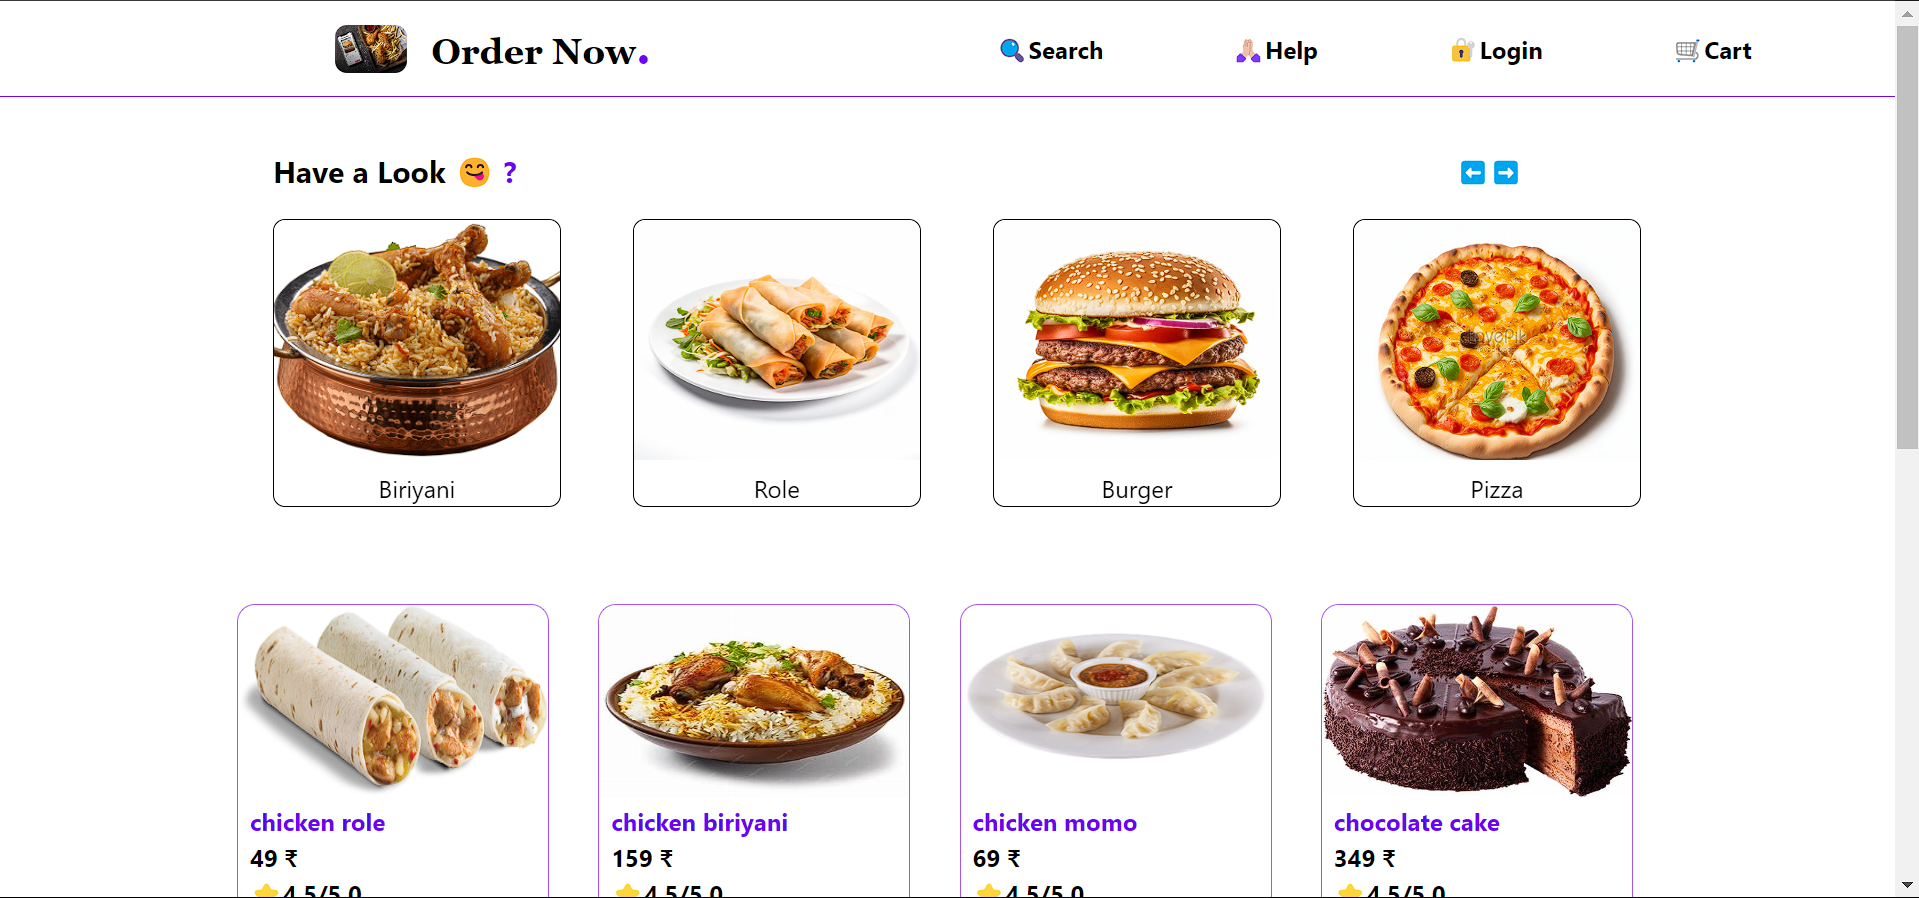 Order Now.
Search
Help
Login
Cart
Have a Look 😋 ?
Biriyani
Role
Burger
Pizza
chicken role
49 ₹
4.5/5.0
chicken biriyani
159 ₹
4.5/5.0
chicken momo
69 ₹
4.5/5.0
chocolate cake
349 ₹
4.5/5.0